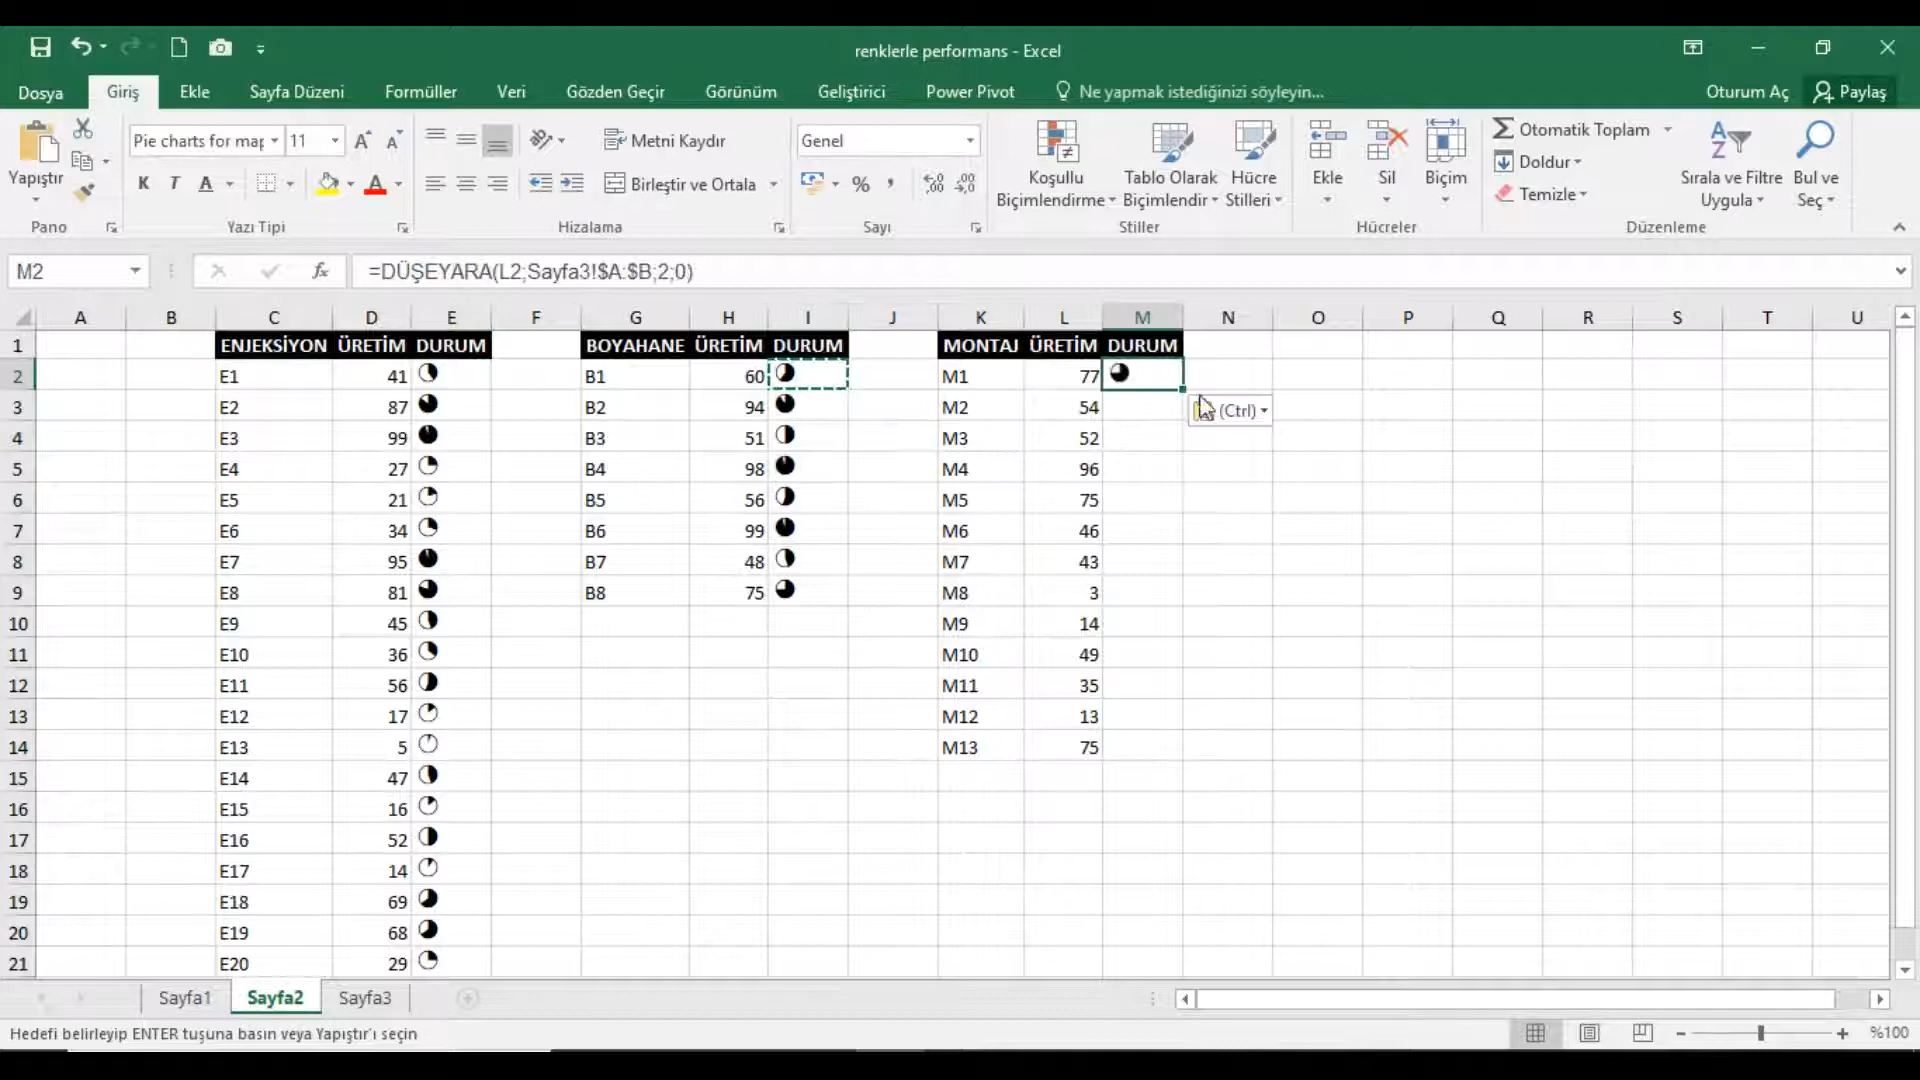 renklerle performans - Excel
Dosya Giriş Ekle Sayfa Düzeni Formüller Veri Gözden Geçir Görünüm Geliştirici Power Pivot Ne yapmak istediğinizi söyleyin... Oturum Aç Paylaş
Yapıştır
Pano
Pie charts for map 11
K T A
Yazı Tipi
Metni Kaydır
Birleştir ve Ortala
Hizalama
Genel
Sayı
Koşullu Biçimlendirme
Tablo Olarak Biçimlendir
Hücre Stilleri
Stiller
Ekle Sil Biçim
Hücreler
Otomatik Toplam
Doldur
Temizle
Sırala ve Filtre Uygula
Bul ve Seç
Düzenleme
M2 fx =DÜŞEYARA(L2;Sayfa3!$A:$B;2;0)
A B C D E F G H I J K L M N O P Q R S T U
1 ENJEKSİYON ÜRETİM DURUM BOYAHANE ÜRETİM DURUM MONTAJ ÜRETİM DURUM
2 E1 41 B1 60 M1 77
3 E2 87 B2 94 M2 54 (Ctrl)
4 E3 99 B3 51 M3 52
5 E4 27 B4 98 M4 96
6 E5 21 B5 56 M5 75
7 E6 34 B6 99 M6 46
8 E7 95 B7 48 M7 43
9 E8 81 B8 75 M8 3
10 E9 45 M9 14
11 E10 36 M10 49
12 E11 56 M11 35
13 E12 17 M12 13
14 E13 5 M13 75
15 E14 47
16 E15 16
17 E16 52
18 E17 14
19 E18 69
20 E19 68
21 E20 29
Sayfa1 Sayfa2 Sayfa3
Hedefi belirleyip ENTER tuşuna basın veya Yapıştır'ı seçin %100